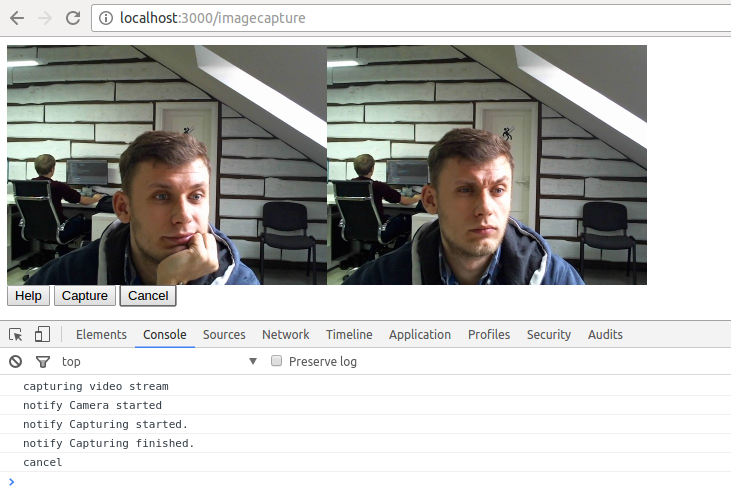 localhost:3000/imagecapture
Help Capture Cancel
Elements Console Sources Network Timeline Application Profiles Security Audits
top Preserve log
capturing video stream
notify Camera started
notify Capturing started.
notify Capturing finished.
cancel